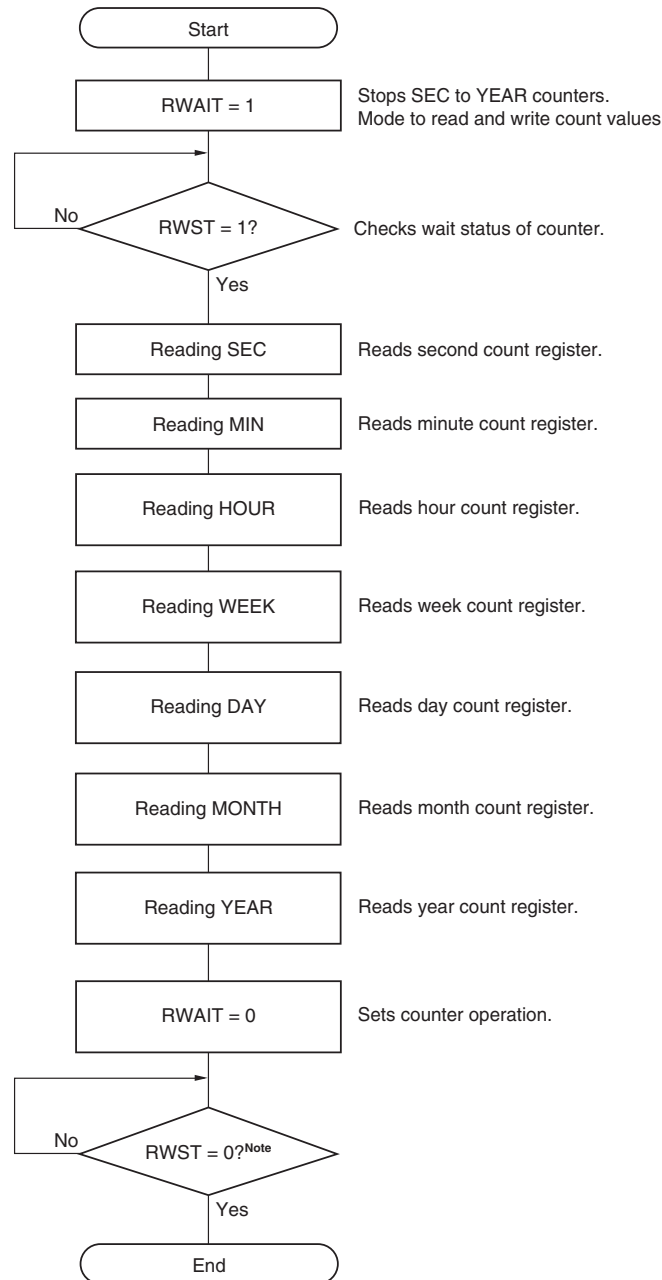 Start
RWAIT = 1
Stops SEC to YEAR counters.
Mode to read and write count values
No
RWST = 1?
Checks wait status of counter.
Yes
Reading SEC
Reads second count register.
Reading MIN
Reads minute count register.
Reading HOUR
Reads hour count register.
Reading WEEK
Reads week count register.
Reading DAY
Reads day count register.
Reading MONTH
Reads month count register.
Reading YEAR
Reads year count register.
RWAIT = 0
Sets counter operation.
No
RWST = 0?Note
Yes
End